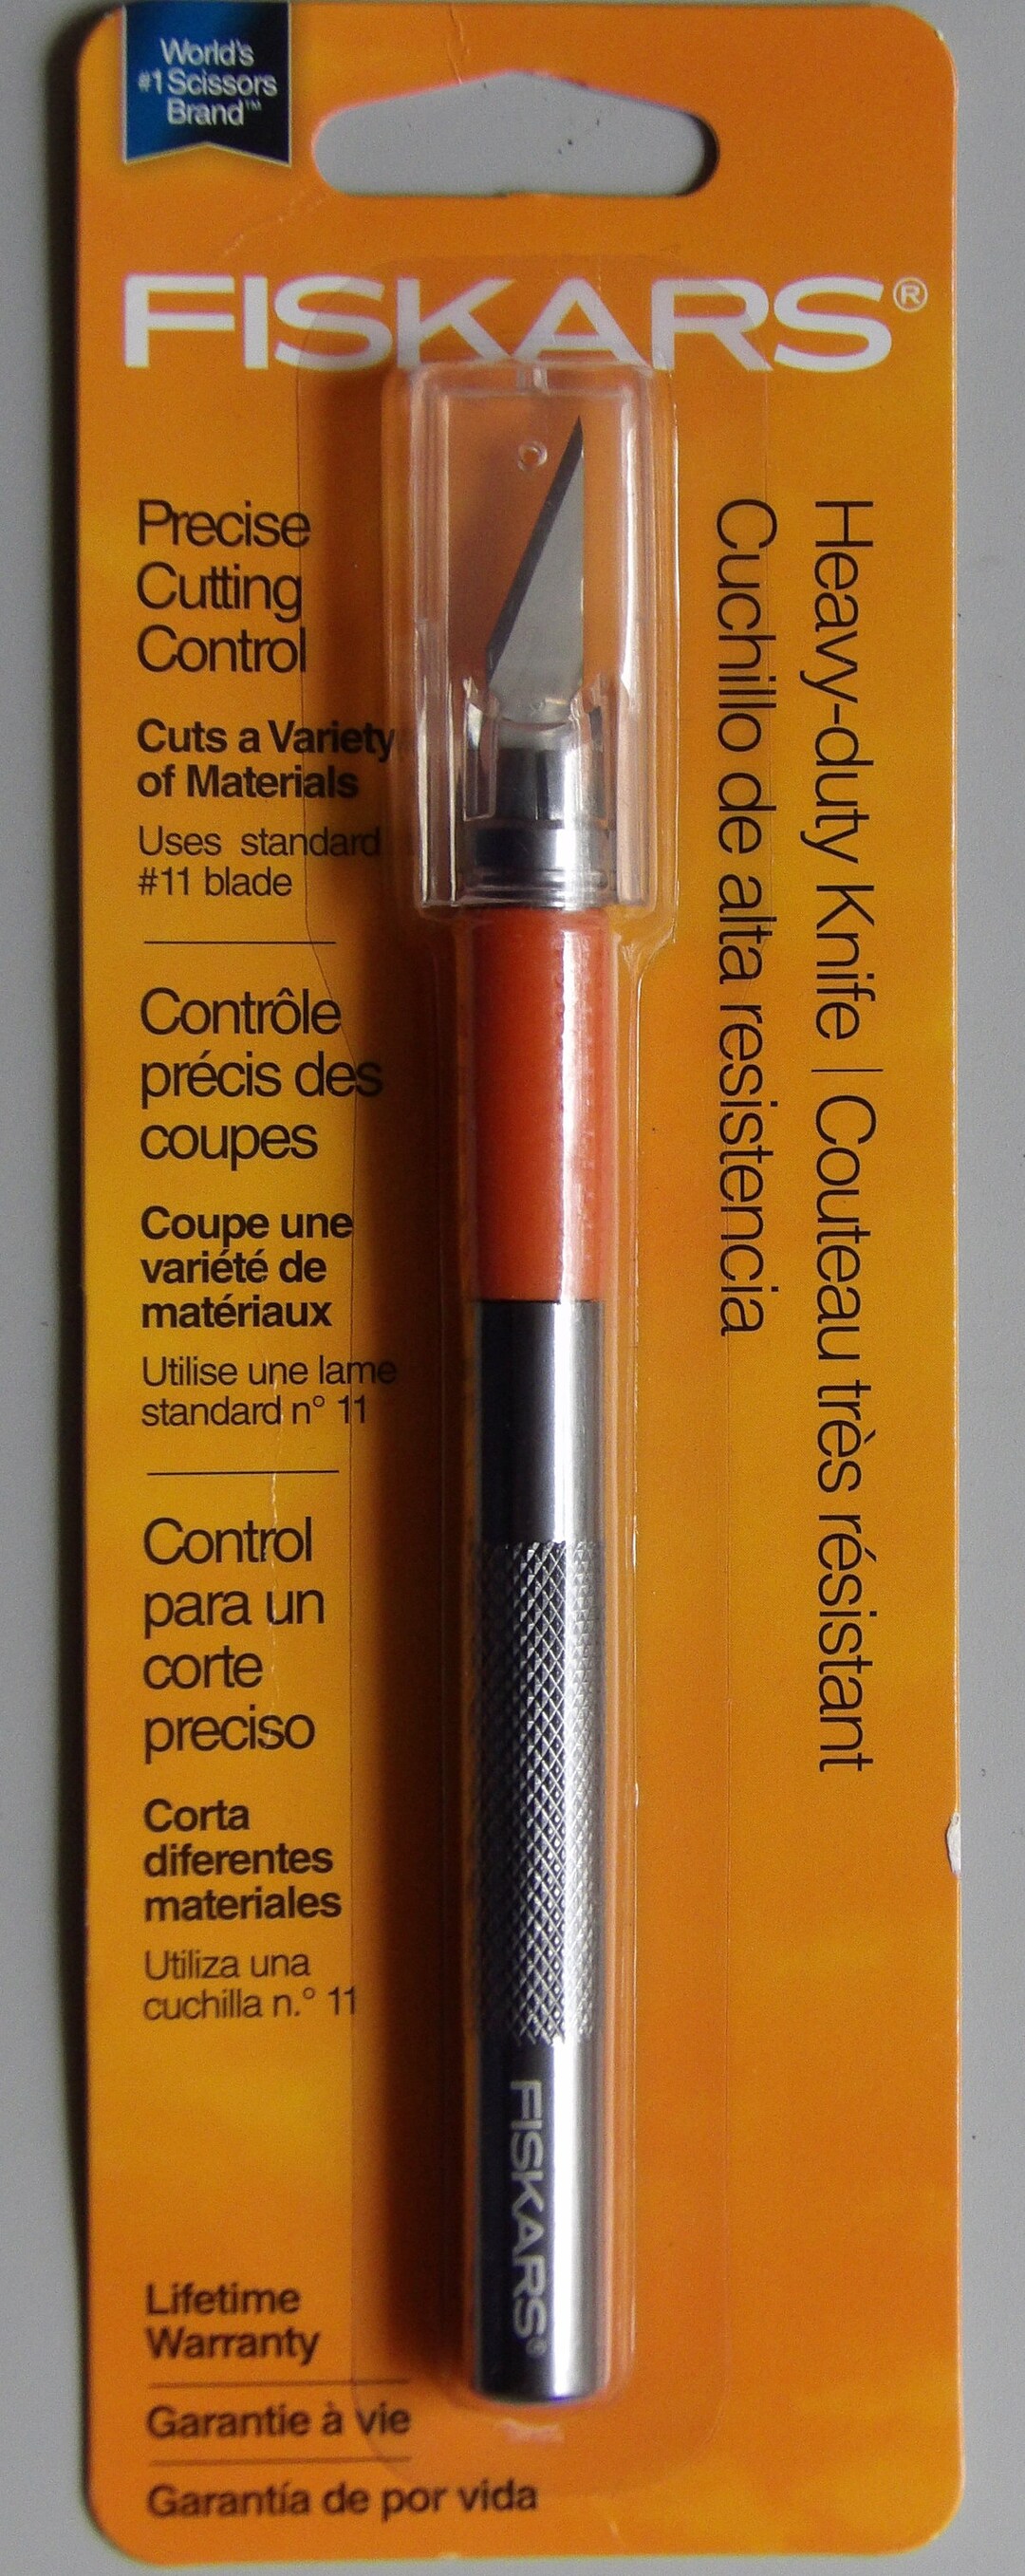 World's
#1 Scissors
Brand™
FISKARS®
Precise
Cutting
Control
Cuts a Variety
of Materials
Uses standard
#11 blade
Contrôle
précis des
coupes
Coupe une
variété de
matériaux
Utilise une lame
standard n° 11
Control
para un
corte
preciso
Corta
diferentes
materiales
Utiliza una
cuchilla n.° 11
Heavy-duty Knife | Couteau très résistant
Cuchillo de alta resistencia
FISKARS®
Lifetime
Warranty
Garantie à vie
Garantía de por vida